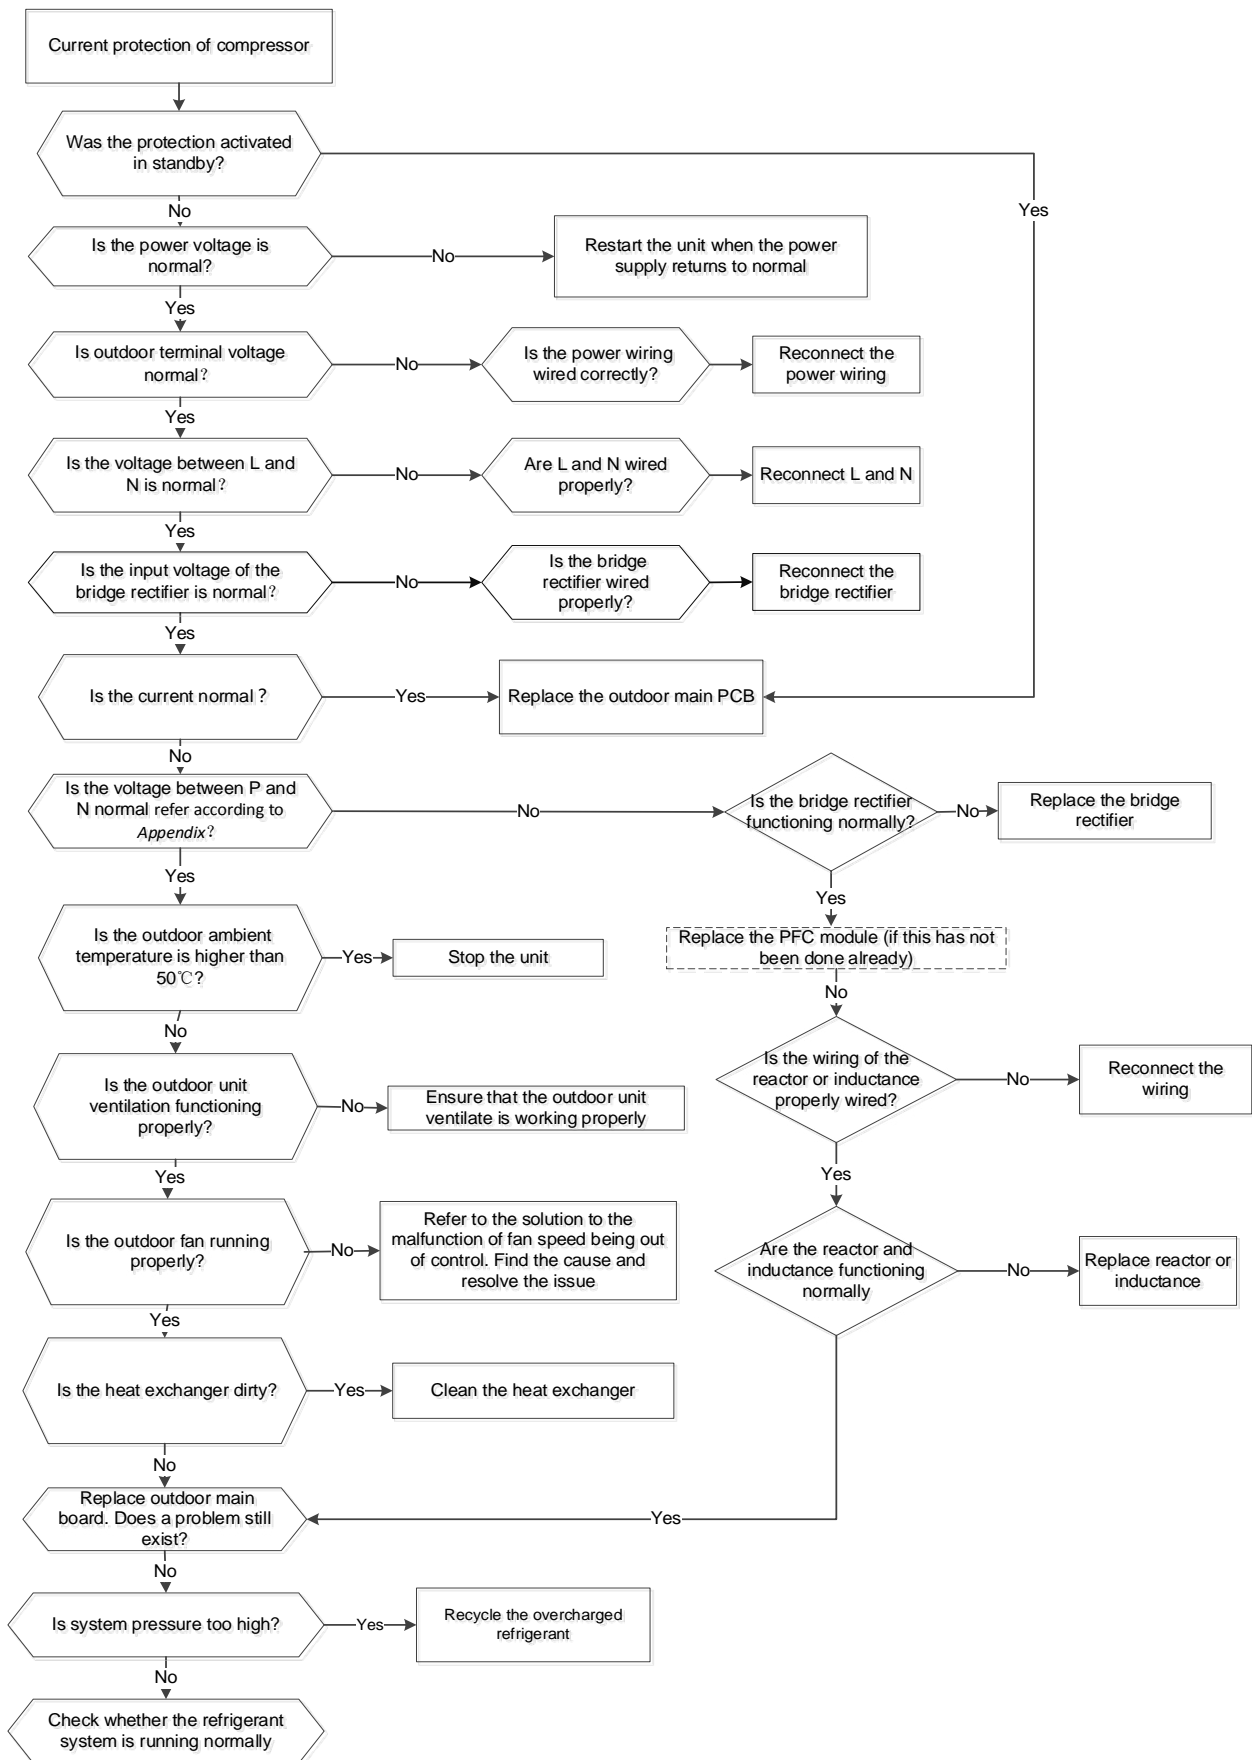 Current protection of compressor
Was the protection activated
in standby?
Yes
No
Is the power voltage is
normal?
No
Restart the unit when the power
supply returns to normal
Yes
Is outdoor terminal voltage
normal?
No
Is the power wiring
wired correctly?
Reconnect the
power wiring
Yes
Is the voltage between L and
N is normal?
No
Are L and N wired
properly?
Reconnect L and N
Yes
Is the input voltage of the
bridge rectifier is normal?
No
Is the bridge
rectifier wired
properly?
Reconnect the
bridge rectifier
Yes
Is the current normal?
Yes
Replace the outdoor main PCB
No
Is the voltage between P and
N normal refer according to
Appendix?
No
Is the bridge rectifier
functioning normally?
No
Replace the bridge
rectifier
Yes
Yes
Replace the PFC module (if this has not
been done already)
Is the outdoor ambient
temperature is higher than
50℃?
Yes
Stop the unit
No
No
Is the wiring of the
reactor or inductance
properly wired?
No
Reconnect the
wiring
Is the outdoor unit
ventilation functioning
properly?
No
Ensure that the outdoor unit
ventilate is working properly
Yes
Yes
Is the outdoor fan running
properly?
No
Refer to the solution to the
malfunction of fan speed being out
of control. Find the cause and
resolve the issue
Are the reactor and
inductance functioning
normally
No
Replace reactor or
inductance
Yes
Is the heat exchanger dirty?
Yes
Clean the heat exchanger
No
Replace outdoor main
board. Does a problem still
exist?
Yes
No
Is system pressure too high?
Yes
Recycle the overcharged
refrigerant
No
Check whether the refrigerant
system is running normally